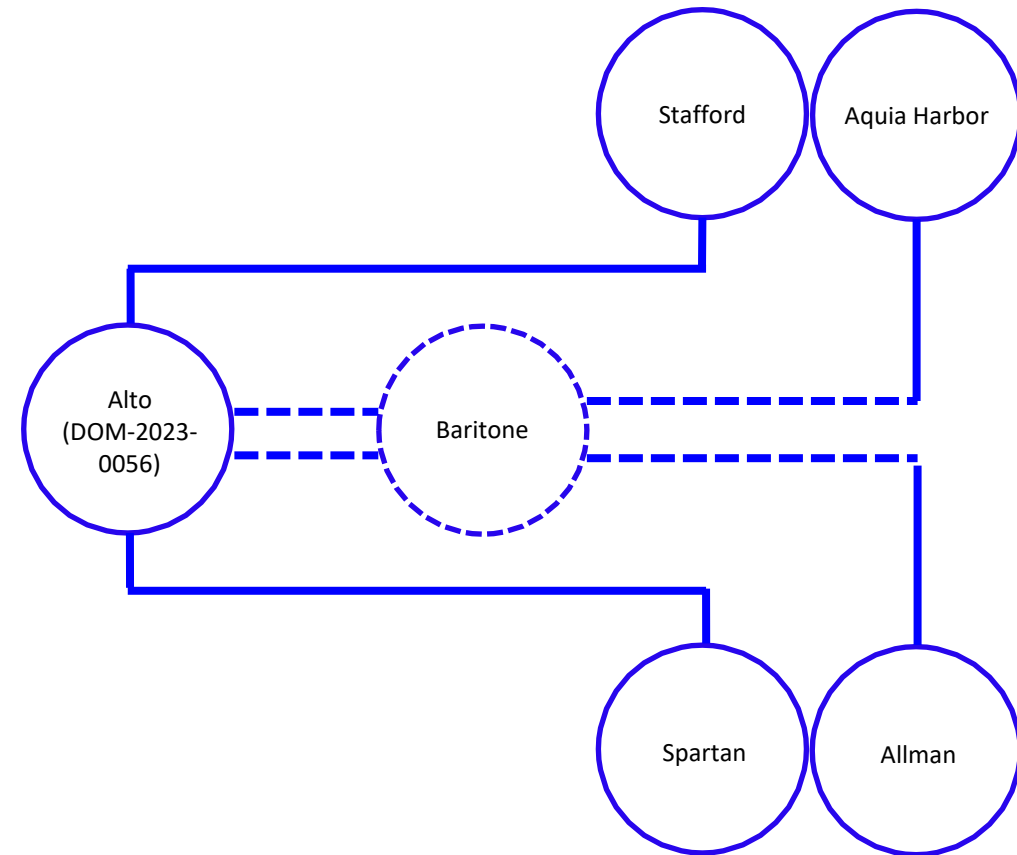 Stafford
Aquia Harbor
Alto
(DOM-2023-
0056)
Baritone
Spartan
Allman